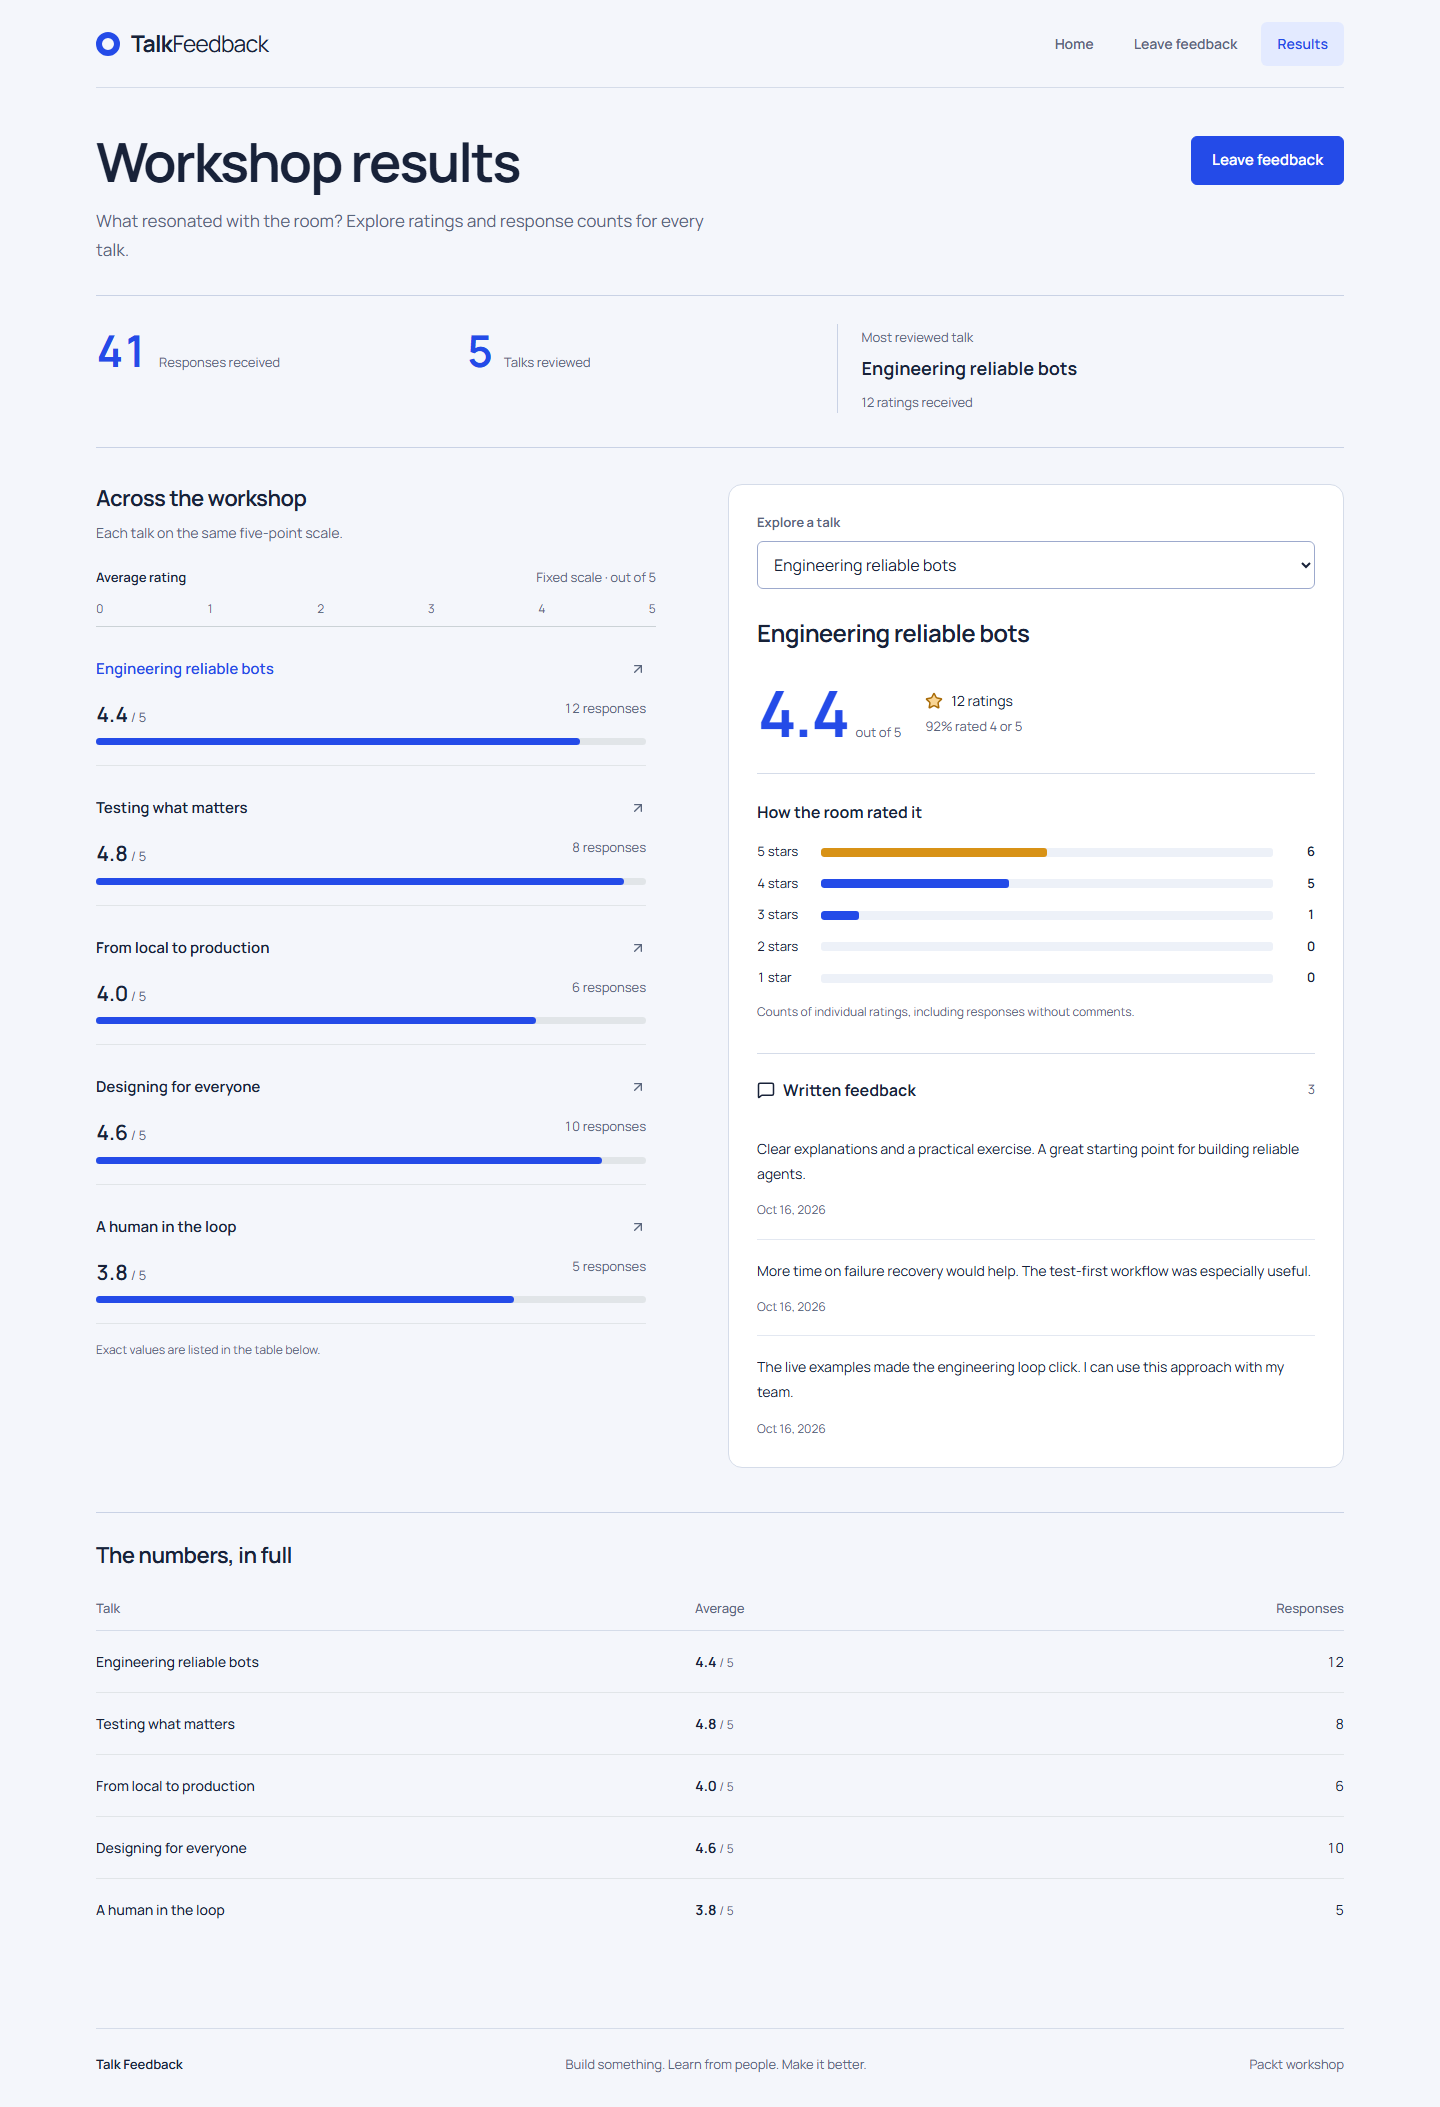 TalkFeedback
Home
Leave feedback
Results
Workshop results
Leave feedback
What resonated with the room? Explore ratings and response counts for every
talk.
41 Responses received
5 Talks reviewed
Most reviewed talk
Engineering reliable bots
12 ratings received
Across the workshop
Each talk on the same five-point scale.
Average rating
Fixed scale · out of 5
0 1 2 3 4 5
Engineering reliable bots
4.4 / 5
12 responses
Testing what matters
4.8 / 5
8 responses
From local to production
4.0 / 5
6 responses
Designing for everyone
4.6 / 5
10 responses
A human in the loop
3.8 / 5
5 responses
Exact values are listed in the table below.
Explore a talk
Engineering reliable bots
Engineering reliable bots
4.4 out of 5
12 ratings
92% rated 4 or 5
How the room rated it
5 stars 6
4 stars 5
3 stars 1
2 stars 0
1 star 0
Counts of individual ratings, including responses without comments.
Written feedback 3
Clear explanations and a practical exercise. A great starting point for building reliable
agents.
Oct 16, 2026
More time on failure recovery would help. The test-first workflow was especially useful.
Oct 16, 2026
The live examples made the engineering loop click. I can use this approach with my
team.
Oct 16, 2026
The numbers, in full
Talk Average Responses
Engineering reliable bots 4.4 / 5 12
Testing what matters 4.8 / 5 8
From local to production 4.0 / 5 6
Designing for everyone 4.6 / 5 10
A human in the loop 3.8 / 5 5
Talk Feedback
Build something. Learn from people. Make it better.
Packt workshop